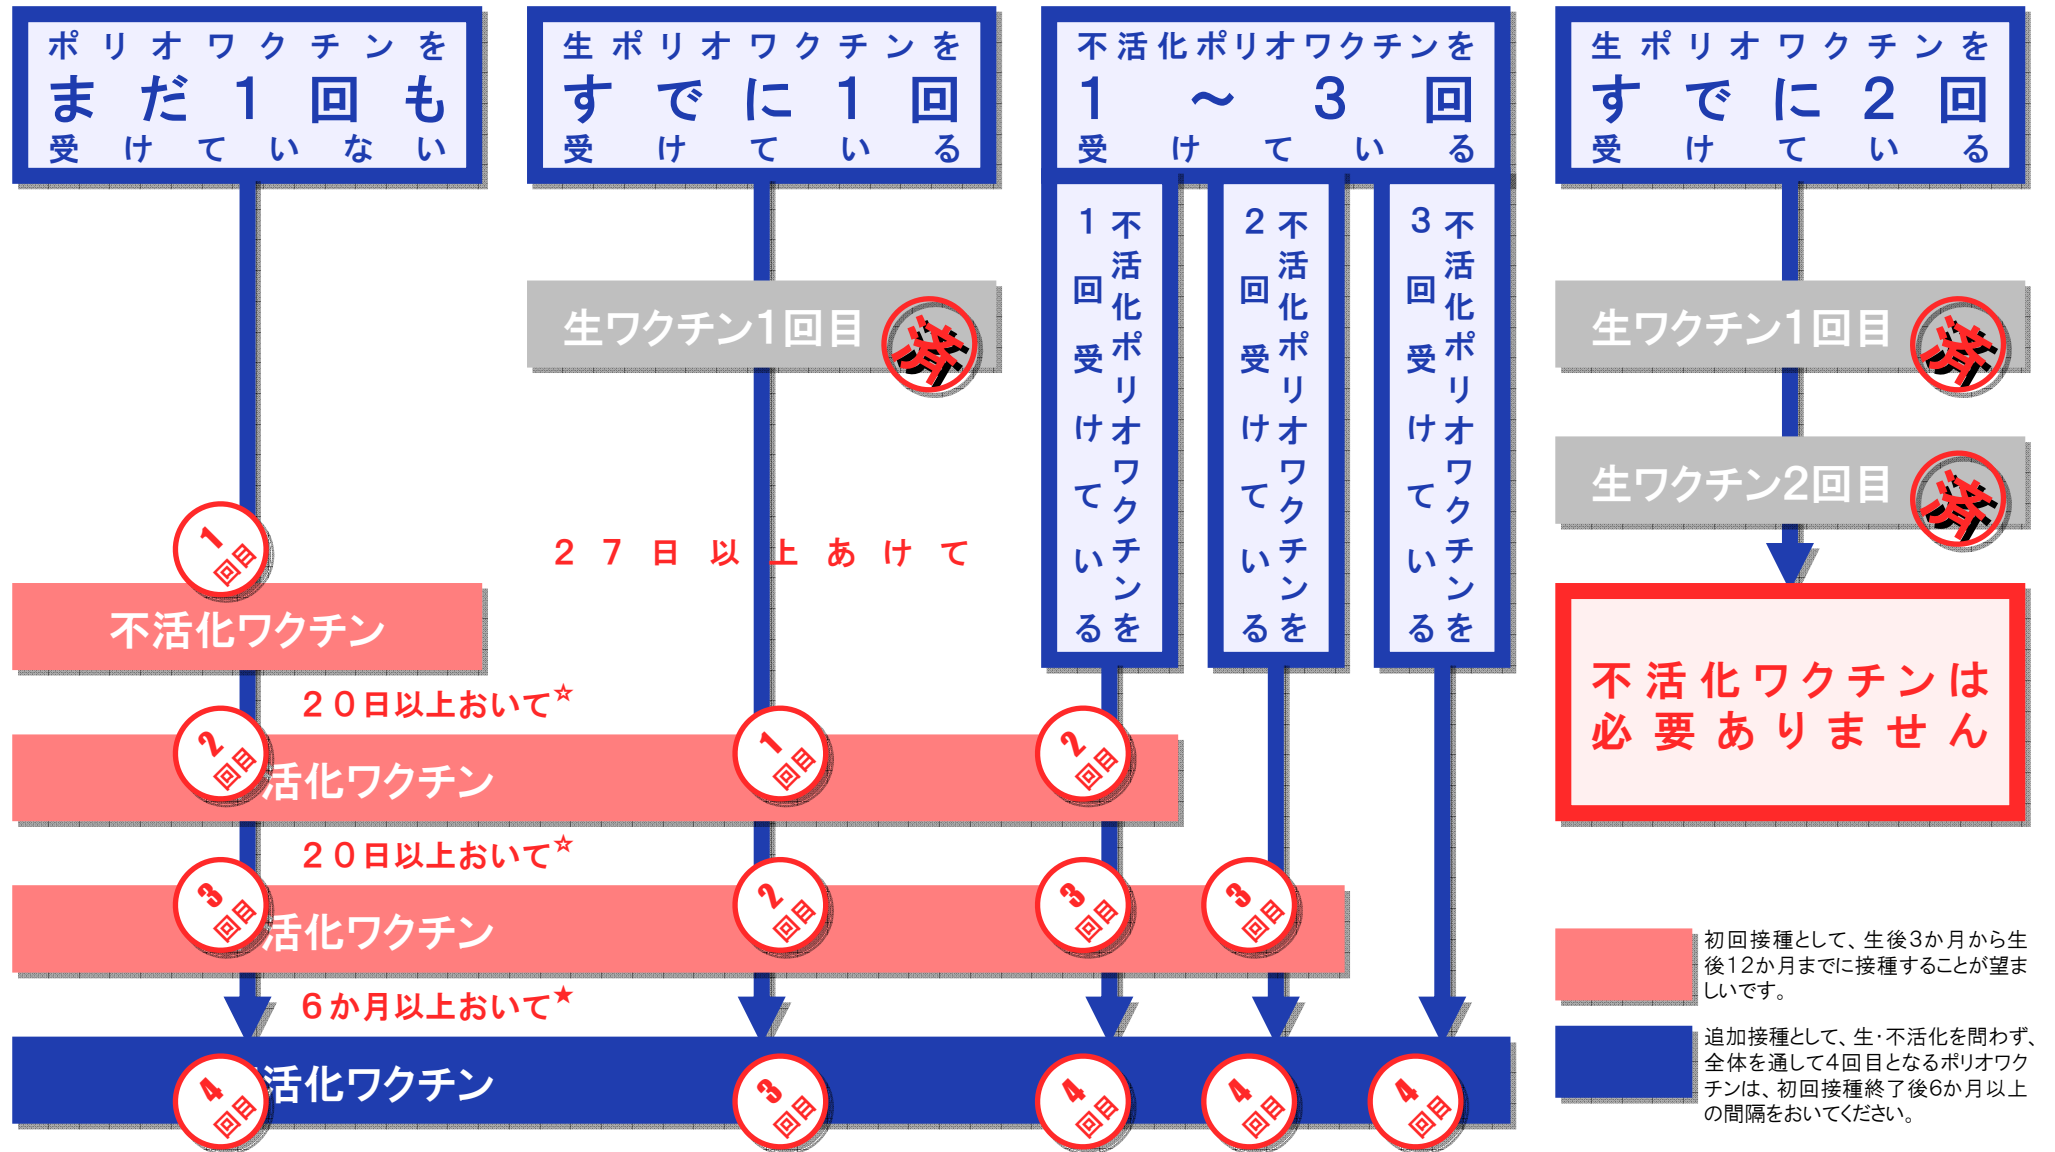 ポリオワクチンを
まだ1回も
受けていない
生ポリオワクチンを
すでに1回
受けている
不活化ポリオワクチンを
1～3回
受けている
生ポリオワクチンを
すでに2回
受けている
不活化ポリオワクチンを
1回受けている
不活化ポリオワクチンを
2回受けている
不活化ポリオワクチンを
3回受けている
生ワクチン1回目
済
生ワクチン1回目
済
生ワクチン2回目
済
27日以上あけて
1回目
不活化ワクチン
20日以上おいて☆
2回目
活化ワクチン
1回目
2回目
20日以上おいて☆
3回目
活化ワクチン
2回目
3回目
3回目
6か月以上おいて★
4回目
活化ワクチン
3回目
4回目
4回目
4回目
不活化ワクチンは
必要ありません
初回接種として、生後3か月から生
後12か月までに接種することが望ま
しいです。
追加接種として、生・不活化を問わず、
全体を通して4回目となるポリオワク
チンは、初回接種終了後6か月以上
の間隔をおいてください。